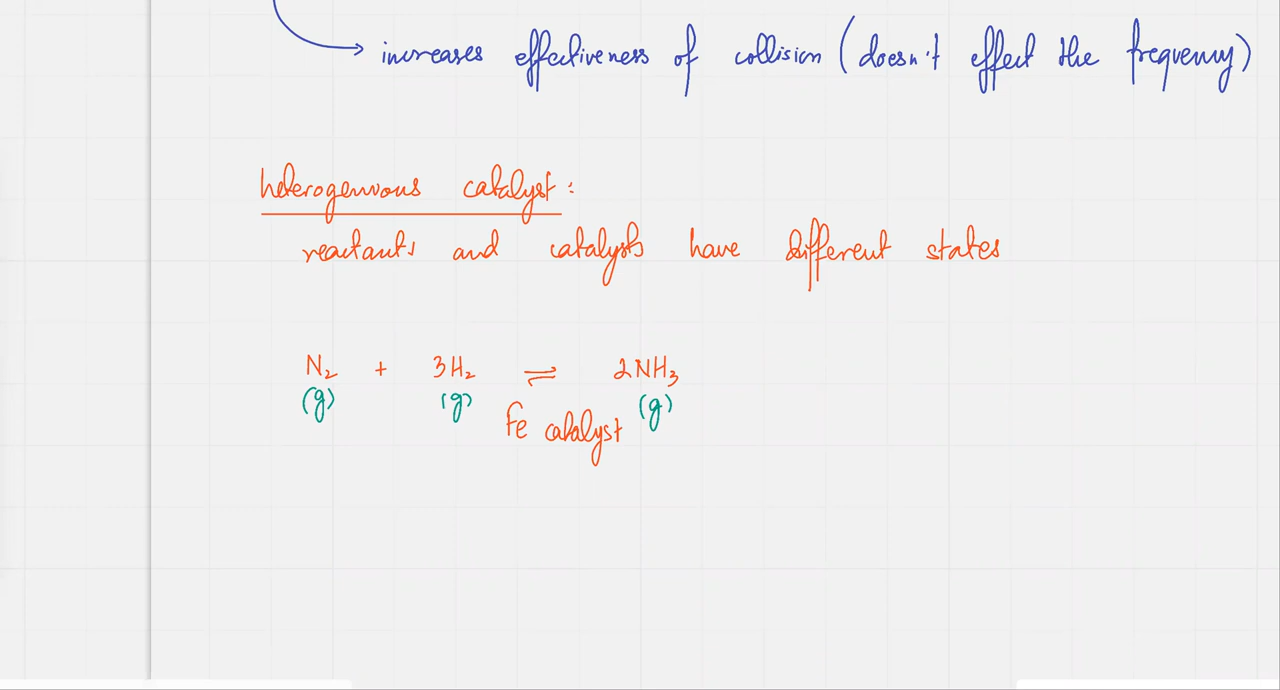 increases effectiveness of collision (doesn't effect the frequency)
heterogenuous catalyst:
reactants and catalysts have different states
N₂ + 3H₂ ⇌ 2NH₃
(g) (g) (g)
Fe catalyst